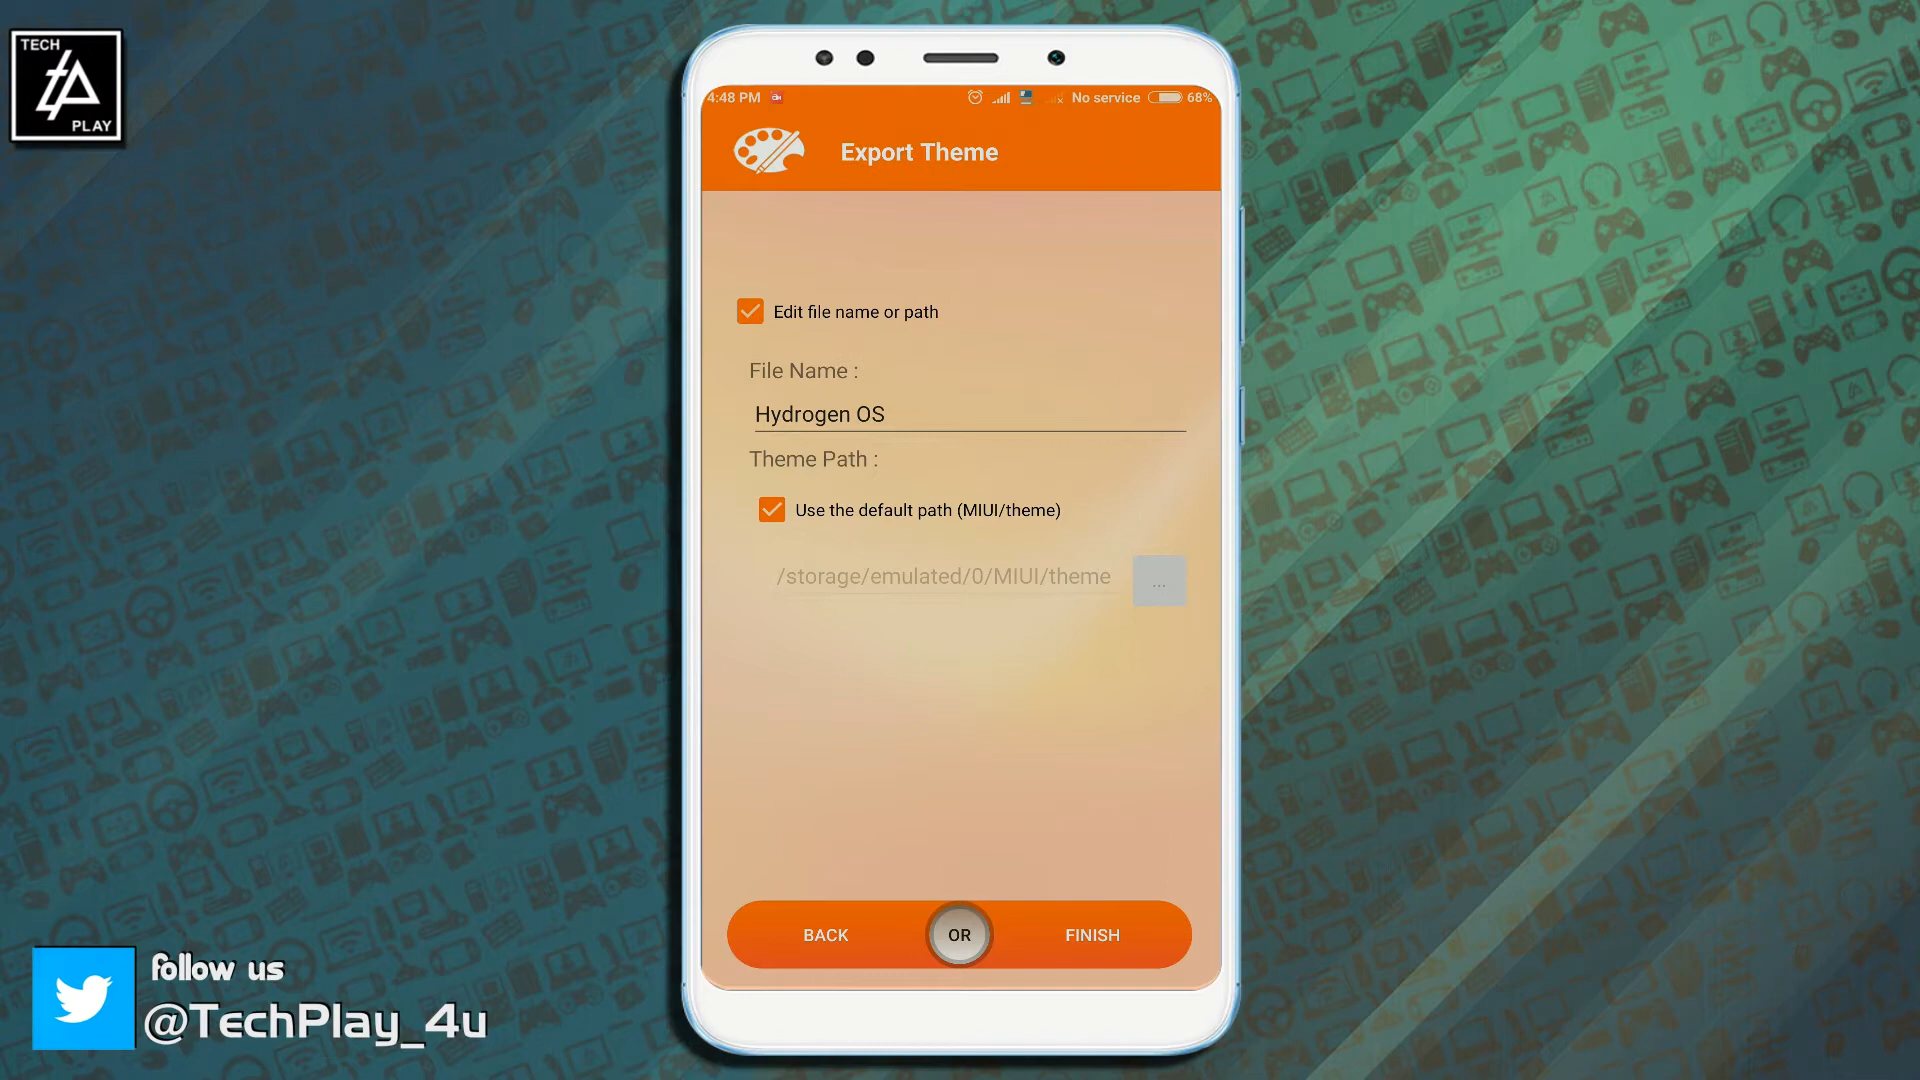 TECH
PLAY
4:48 PM
No service
68%
Export Theme
Edit file name or path
File Name :
Hydrogen OS
Theme Path :
Use the default path (MIUI/theme)
/storage/emulated/0/MIUI/theme
...
BACK
OR
FINISH
follow us
@TechPlay_4u